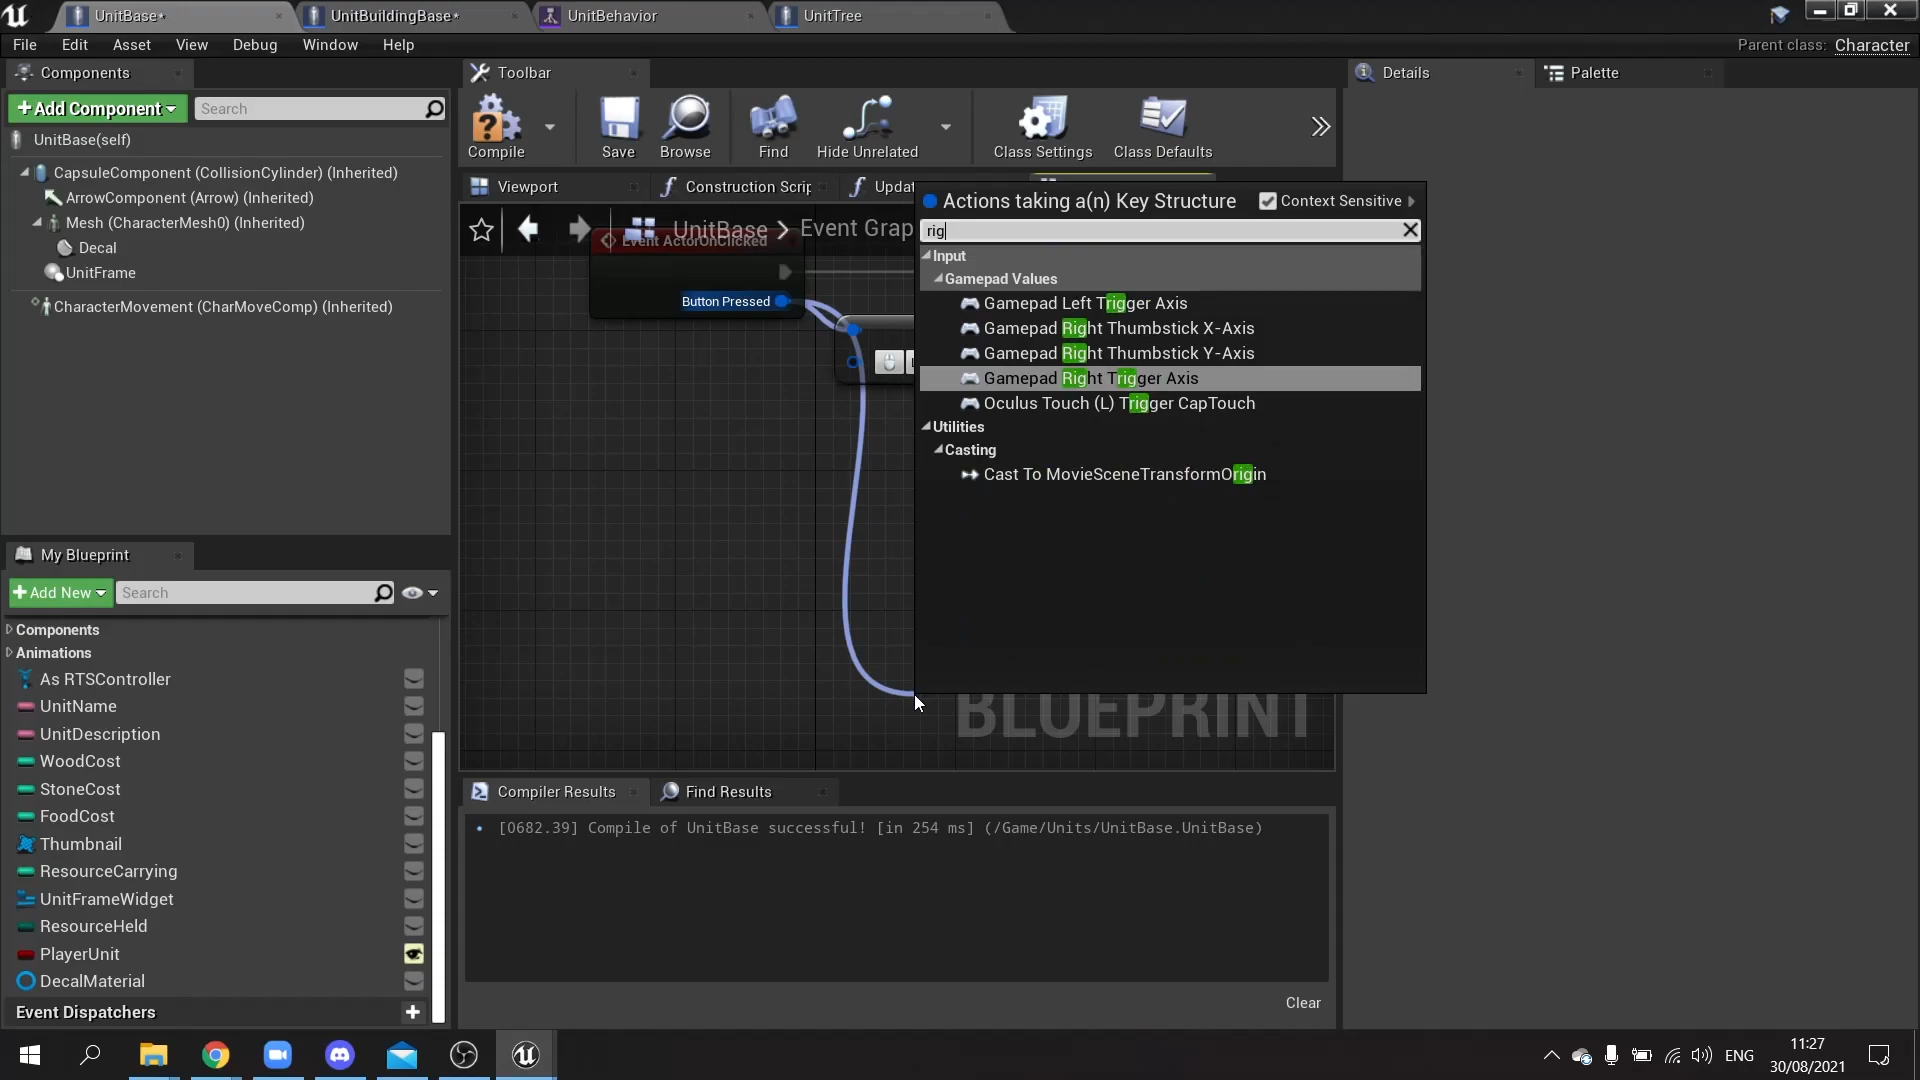 UnitBase*
UnitBuildingBase*
UnitBehavior
UnitTree
File Edit Asset View Debug Window Help
Parent class: Character
Components
Toolbar
Details
Palette
+Add Component
Search
UnitBase(self)
CapsuleComponent (CollisionCylinder) (Inherited)
ArrowComponent (Arrow) (Inherited)
Mesh (CharacterMesh0) (Inherited)
Decal
UnitFrame
CharacterMovement (CharMoveComp) (Inherited)
Compile
Save
Browse
Find
Hide Unrelated
Class Settings
Class Defaults
Viewport
Construction Scrip
Updat
UnitBase > Event Grap
Event ActorOnClicked
Button Pressed
Actions taking a(n) Key Structure
Context Sensitive
rig
Input
Gamepad Values
Gamepad Left Trigger Axis
Gamepad Right Thumbstick X-Axis
Gamepad Right Thumbstick Y-Axis
Gamepad Right Trigger Axis
Oculus Touch (L) Trigger CapTouch
Utilities
Casting
Cast To MovieSceneTransformOrigin
BLUEPRINT
My Blueprint
+Add New
Search
Components
Animations
As RTSController
UnitName
UnitDescription
WoodCost
StoneCost
FoodCost
Thumbnail
ResourceCarrying
UnitFrameWidget
ResourceHeld
PlayerUnit
DecalMaterial
Event Dispatchers
Compiler Results
Find Results
[0682.39] Compile of UnitBase successful! [in 254 ms] (/Game/Units/UnitBase.UnitBase)
Clear
ENG
11:27
30/08/2021